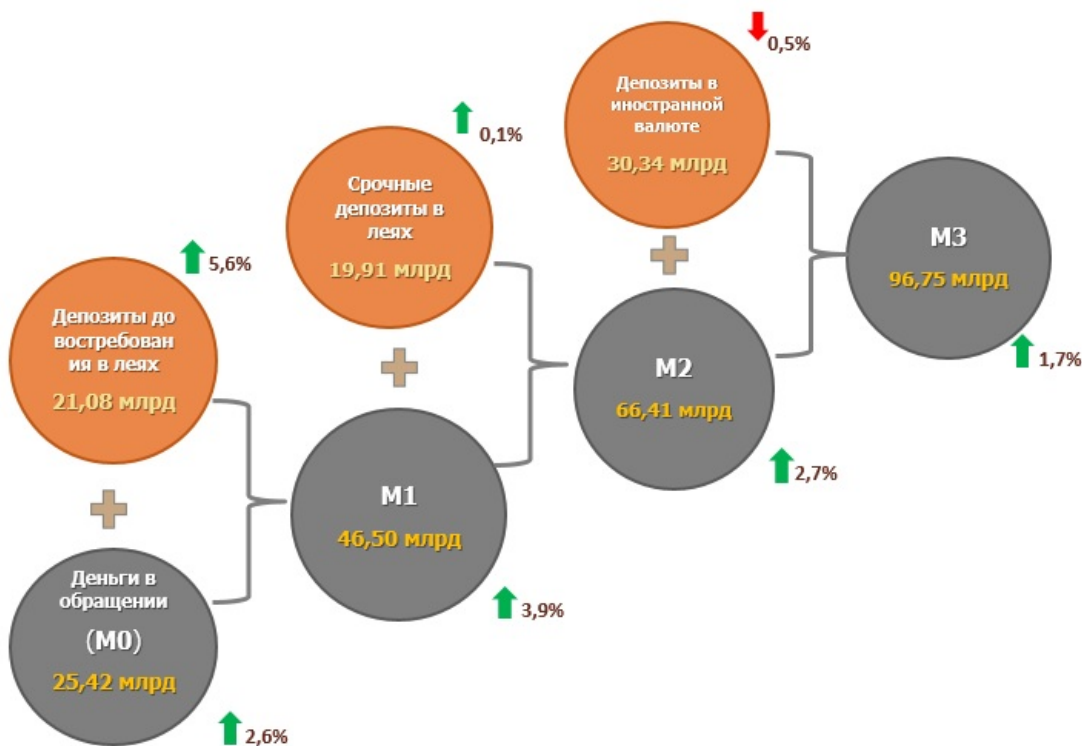 0,5%
Депозиты в
иностранной
валюте
30,34 млрд
0,1%
Срочные
депозиты в
леях
19,91 млрд
M3
96,75 млрд
1,7%
5,6%
Депозиты до
востребован
ия в леях
21,08 млрд
M2
66,41 млрд
2,7%
M1
46,50 млрд
3,9%
Деньги в
обращении
(M0)
25,42 млрд
2,6%